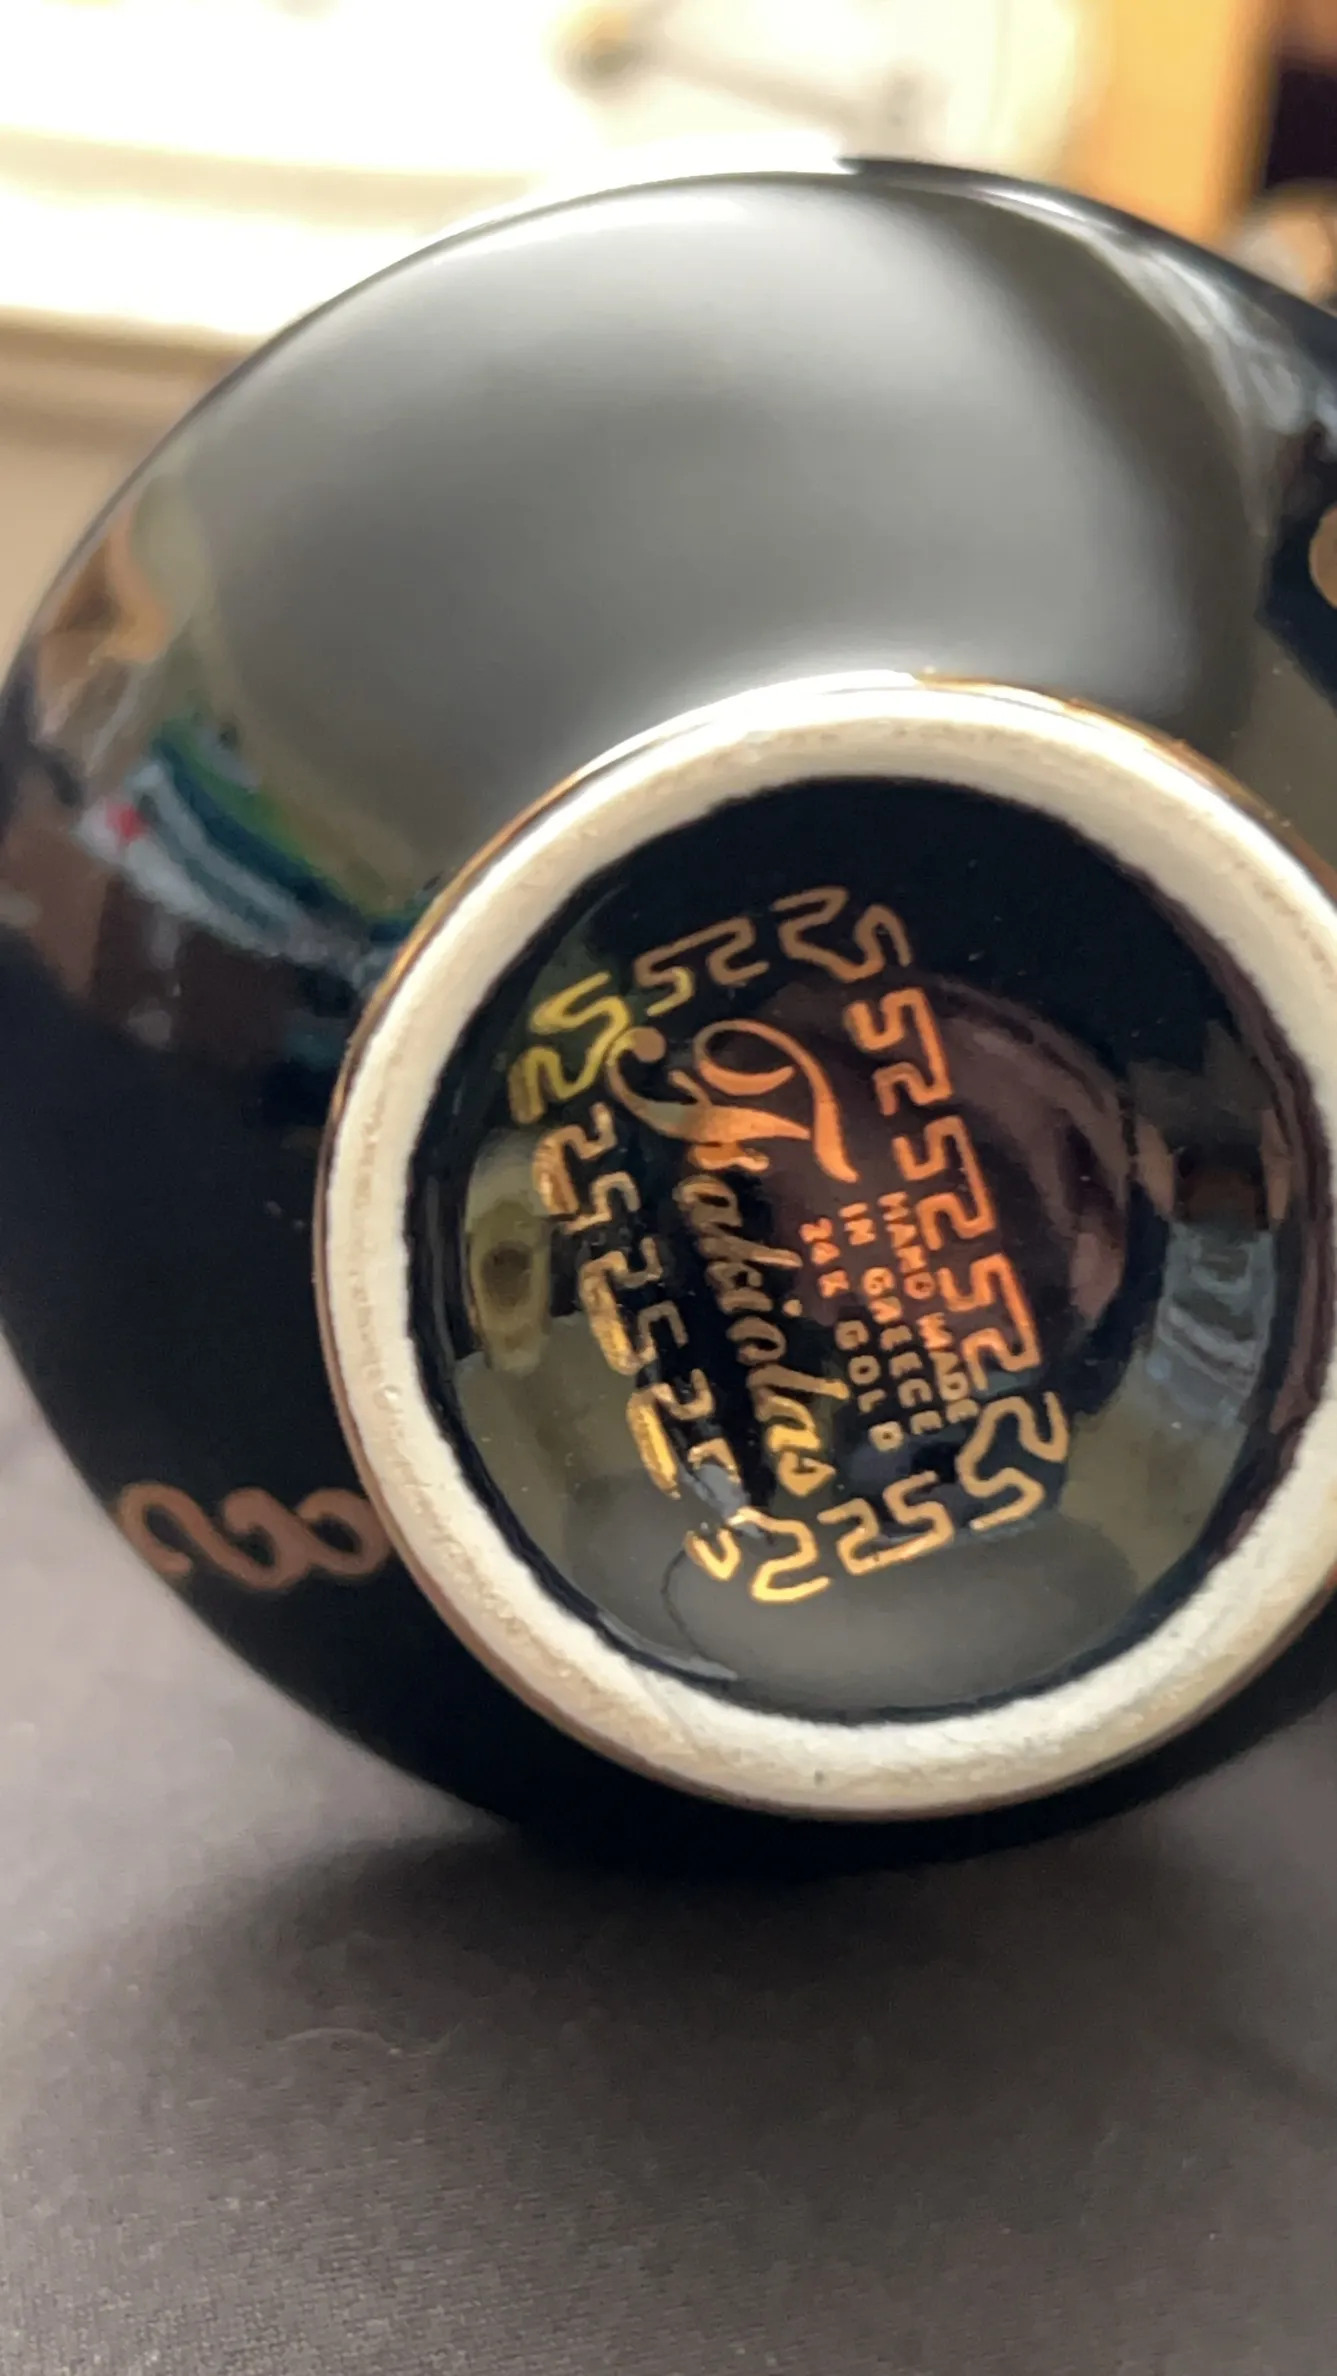 HAND MADE
IN GREECE
24K GOLD
Tsakiolas